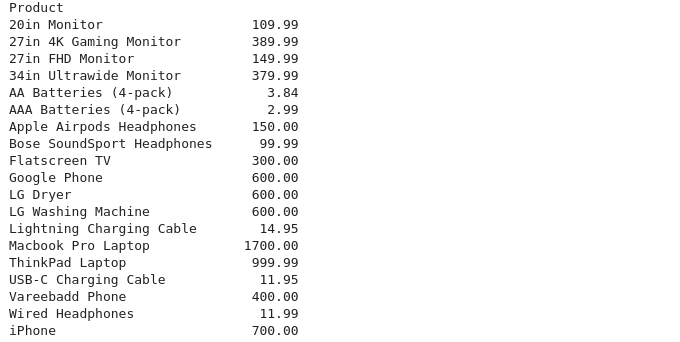 Product
20in Monitor 109.99
27in 4K Gaming Monitor 389.99
27in FHD Monitor 149.99
34in Ultrawide Monitor 379.99
AA Batteries (4-pack) 3.84
AAA Batteries (4-pack) 2.99
Apple Airpods Headphones 150.00
Bose SoundSport Headphones 99.99
Flatscreen TV 300.00
Google Phone 600.00
LG Dryer 600.00
LG Washing Machine 600.00
Lightning Charging Cable 14.95
Macbook Pro Laptop 1700.00
ThinkPad Laptop 999.99
USB-C Charging Cable 11.95
Vareebadd Phone 400.00
Wired Headphones 11.99
iPhone 700.00